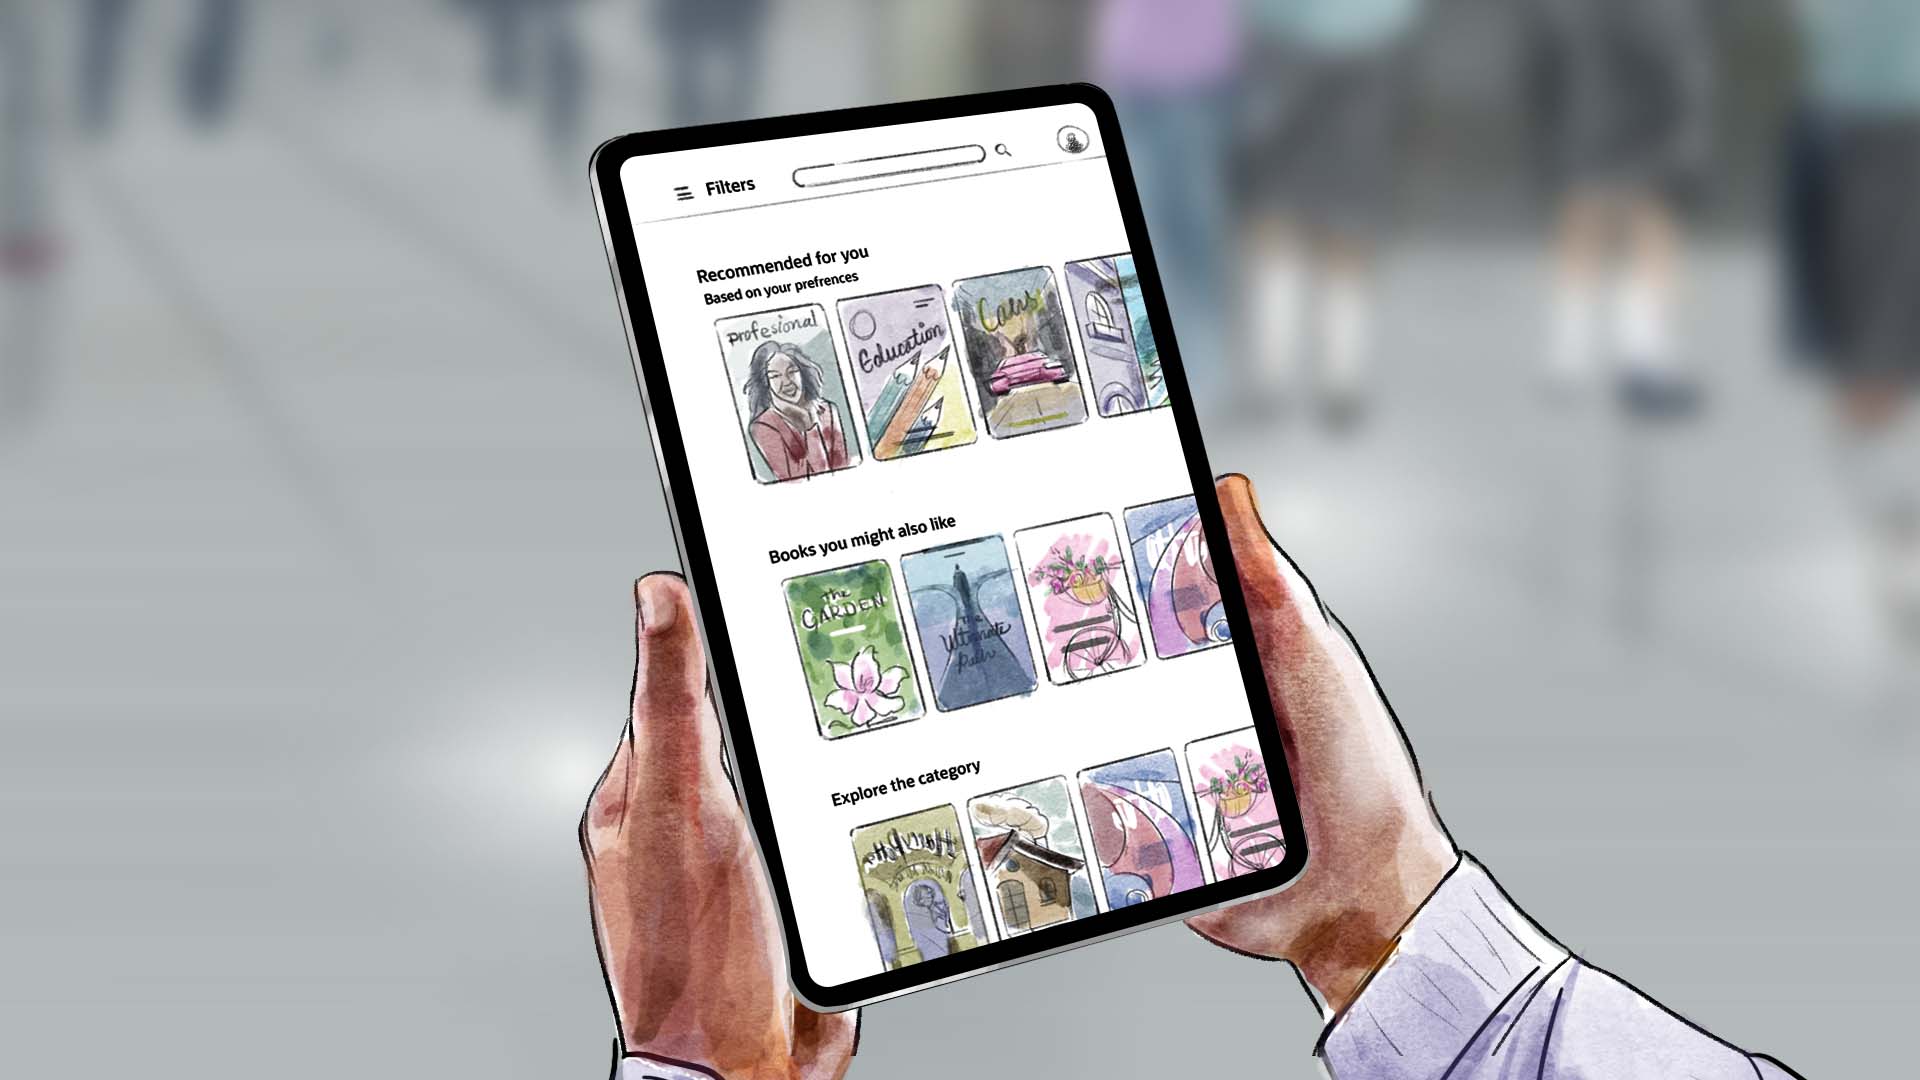 Filters
Recommended for you
Based on your prefrences
profesional
Education
Cars
Books you might also like
the
GARDEN
The
Ultimate
Path
Explore the category